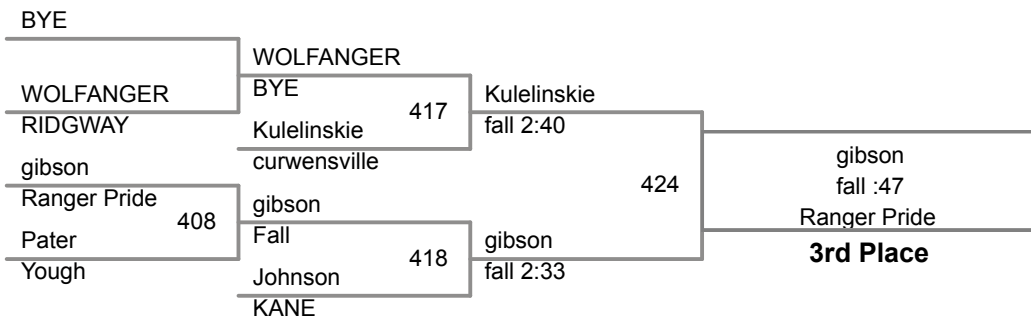 BYE
WOLFANGER
RIDGWAY
gibson
Ranger Pride
408
Pater
Yough
WOLFANGER
BYE
417
Kulelinskie
curwensville
gibson
Fall
418
Johnson
KANE
Kulelinskie
fall 2:40
424
gibson
fall 2:33
gibson
fall :47
Ranger Pride
3rd Place